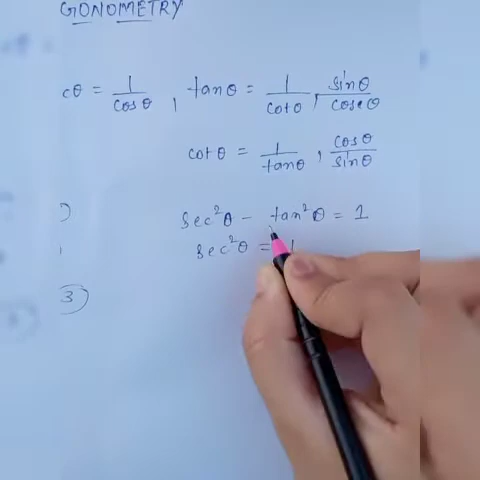 GONOMETRY
cθ = 1/cosθ , tanθ = 1/cotθ , sinθ/cosecθ
cotθ = 1/tanθ , cosθ/sinθ
)
sec²θ - tan²θ = 1
sec²θ = 1
3)